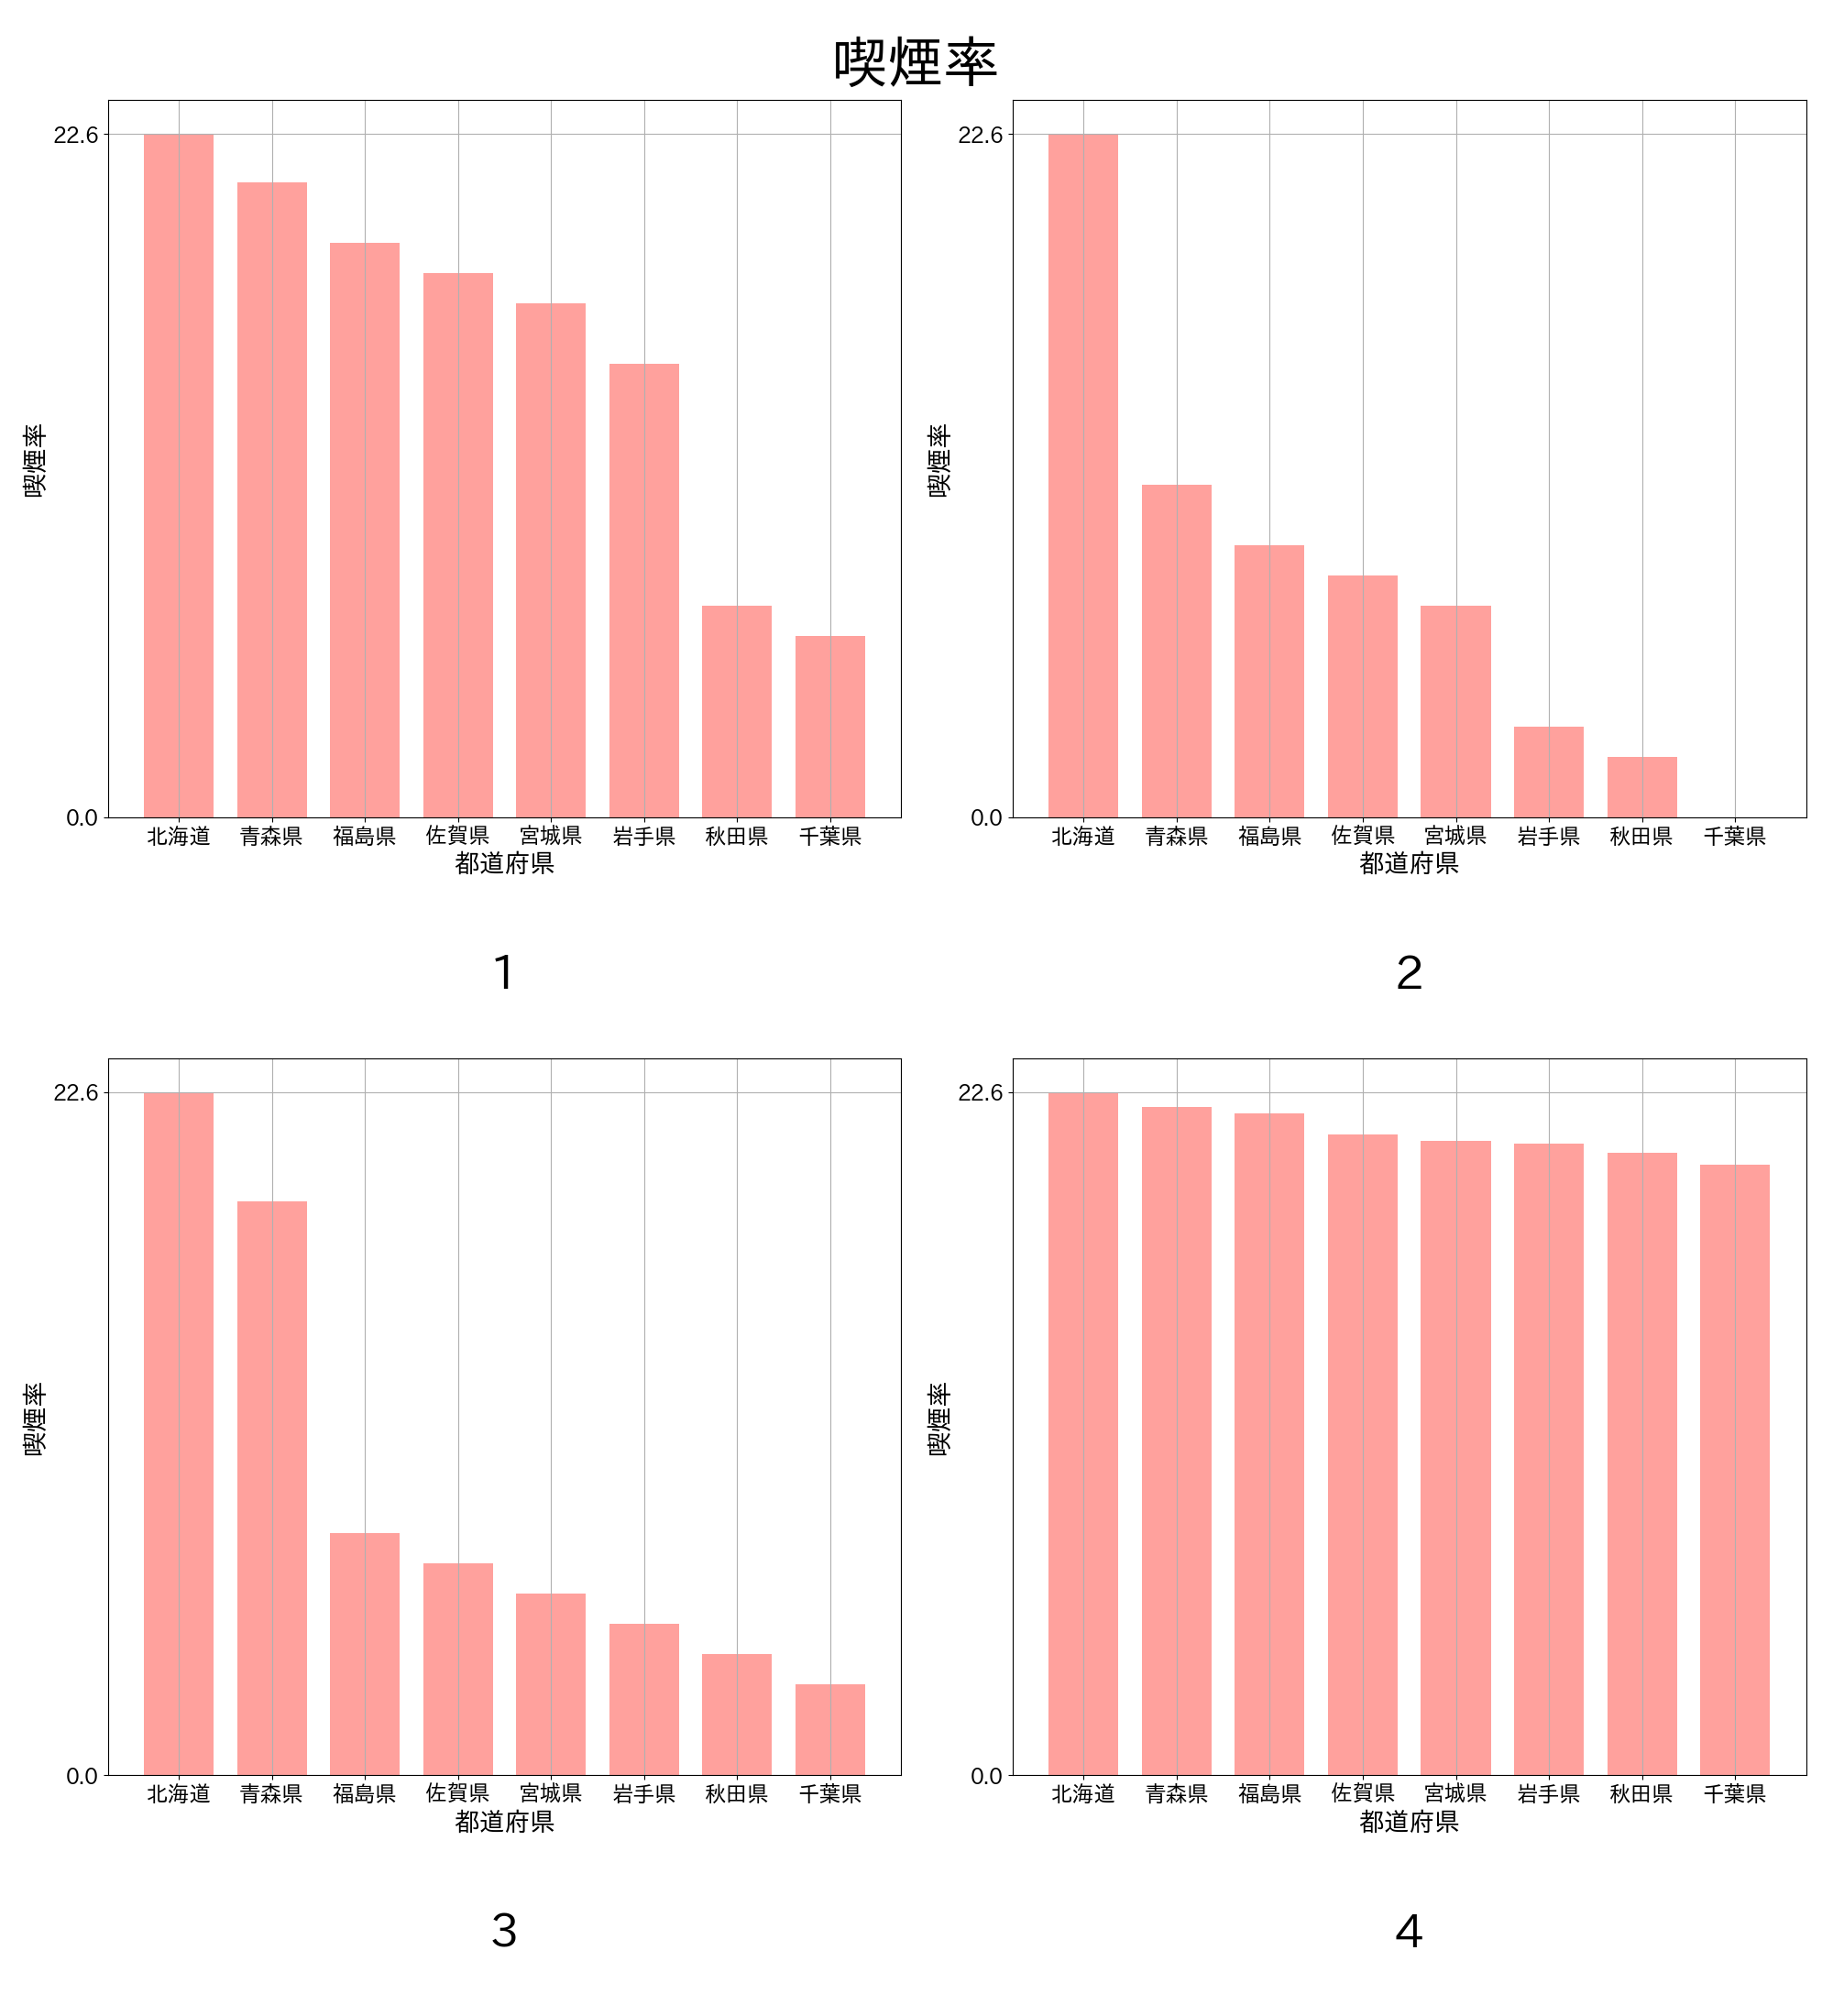 喫煙率
22.6
0.0
喫煙率
北海道 青森県 福島県 佐賀県 宮城県 岩手県 秋田県 千葉県
都道府県
1
22.6
0.0
喫煙率
北海道 青森県 福島県 佐賀県 宮城県 岩手県 秋田県 千葉県
都道府県
2
22.6
0.0
喫煙率
北海道 青森県 福島県 佐賀県 宮城県 岩手県 秋田県 千葉県
都道府県
3
22.6
0.0
喫煙率
北海道 青森県 福島県 佐賀県 宮城県 岩手県 秋田県 千葉県
都道府県
4